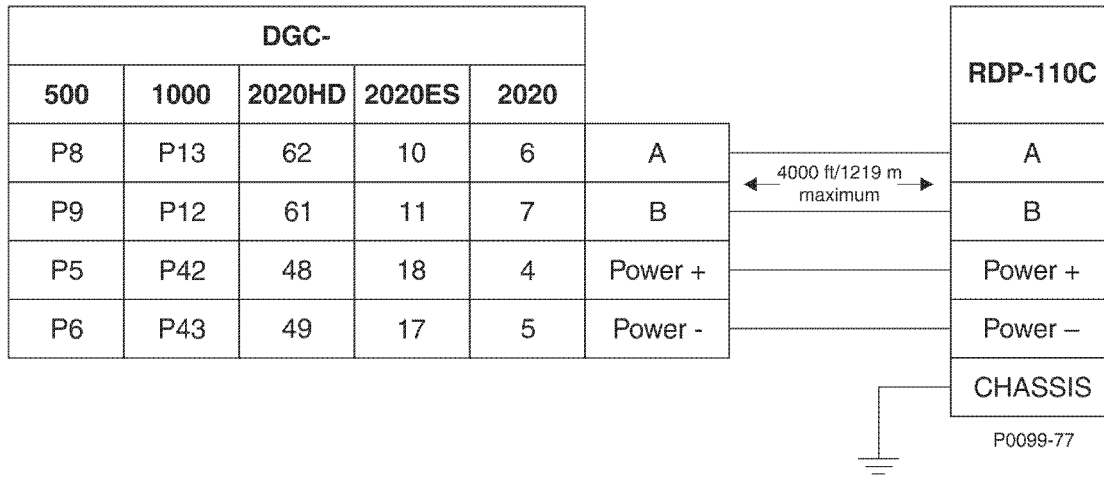 DGC-
500 1000 2020HD 2020ES 2020 RDP-110C
P8 P13 62 10 6 A A
4000 ft/1219 m
maximum
P9 P12 61 11 7 B B
P5 P42 48 18 4 Power + Power +
P6 P43 49 17 5 Power - Power –
CHASSIS
P0099-77